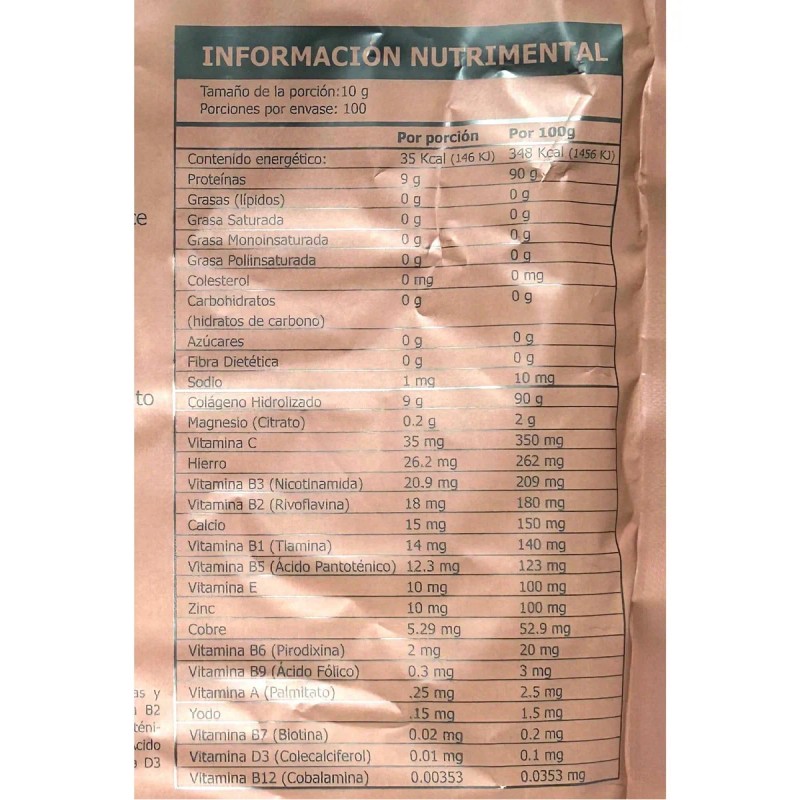 INFORMACIÓN NUTRIMENTAL
Tamaño de la porción:10 g
Porciones por envase: 100
Por porción Por 100g
Contenido energético: 35 Kcal (146 KJ) 348 Kcal (1456 KJ)
Proteínas 9 g 90 g
Grasas (lípidos) 0 g 0 g
Grasa Saturada 0 g 0 g
Grasa Monoinsaturada 0 g 0 g
Grasa Poliinsaturada 0 g 0 g
Colesterol 0 mg 0 mg
Carbohidratos 0 g 0 g
(hidratos de carbono)
Azúcares 0 g 0 g
Fibra Dietética 0 g 0 g
Sodio 1 mg 10 mg
Colágeno Hidrolizado 9 g 90 g
Magnesio (Citrato) 0.2 g 2 g
Vitamina C 35 mg 350 mg
Hierro 26.2 mg 262 mg
Vitamina B3 (Nicotinamida) 20.9 mg 209 mg
Vitamina B2 (Rivoflavina) 18 mg 180 mg
Calcio 15 mg 150 mg
Vitamina B1 (Tiamina) 14 mg 140 mg
Vitamina B5 (Ácido Pantoténico) 12.3 mg 123 mg
Vitamina E 10 mg 100 mg
Zinc 10 mg 100 mg
Cobre 5.29 mg 52.9 mg
Vitamina B6 (Pirodixina) 2 mg 20 mg
Vitamina B9 (Ácido Fólico) 0.3 mg 3 mg
Vitamina A (Palmitato) .25 mg 2.5 mg
Yodo .15 mg 1.5 mg
Vitamina B7 (Biotina) 0.02 mg 0.2 mg
Vitamina D3 (Colecalciferol) 0.01 mg 0.1 mg
Vitamina B12 (Cobalamina) 0.00353 0.0353 mg
to
as y
B2
téni-
cido
D3